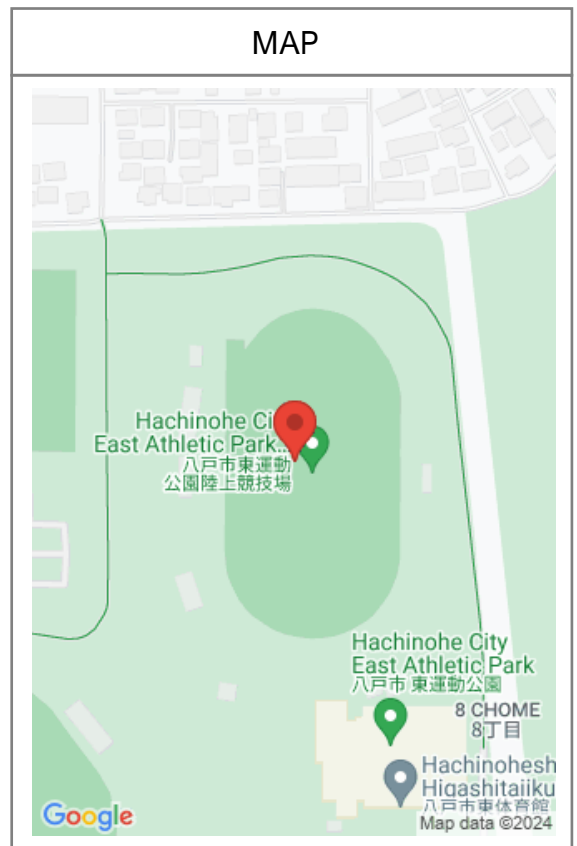 MAP
Hachinohe Ci
East Athletic Park...
八戸市東運動
公園陸上競技場
Hachinohe City
East Athletic Park
八戸市 東運動公園
8 CHOME
8丁目
Hachinohesh
Higashitaiiku
八戸市東体育館
Google
Map data ©2024